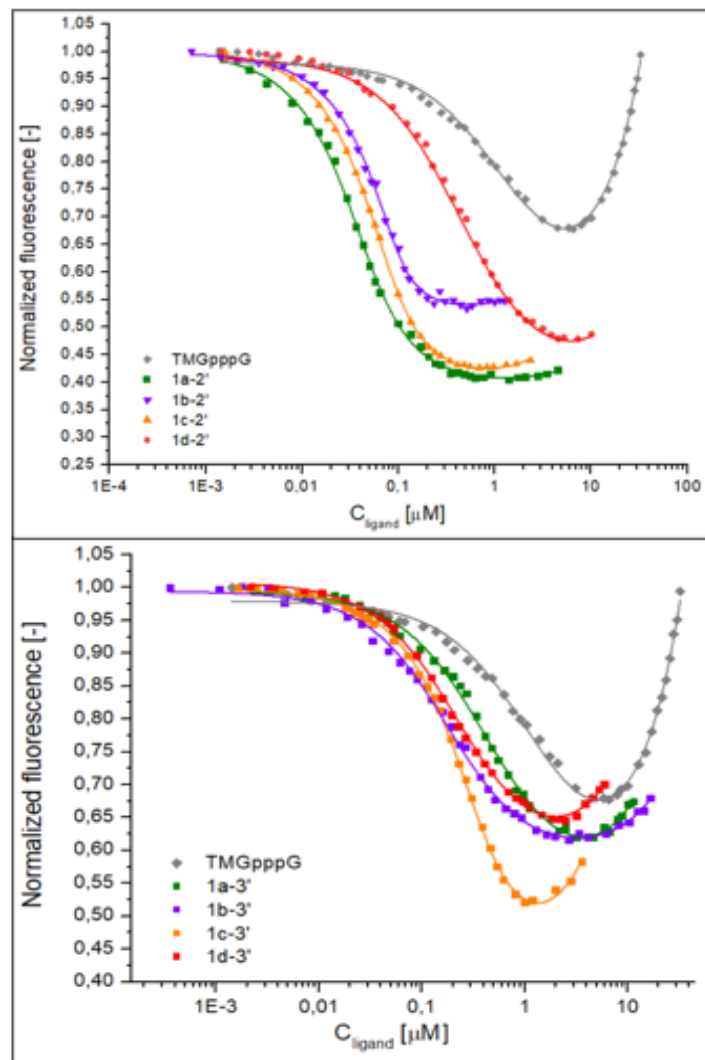 1,05
1,00
0,95
0,90
0,85
0,80
0,75
0,70
0,65
0,60
0,55
0,50
0,45
0,40
0,35
0,30
0,25
Normalized fluorescence [-]
TMGpppG
1a-2'
1b-2'
1c-2'
1d-2'
1E-4 1E-3 0,01 0,1 1 10 100
C ligand [μM]
1,05
1,00
0,95
0,90
0,85
0,80
0,75
0,70
0,65
0,60
0,55
0,50
0,45
0,40
Normalized fluorescence [-]
TMGpppG
1a-3'
1b-3'
1c-3'
1d-3'
1E-3 0,01 0,1 1 10
C ligand [μM]